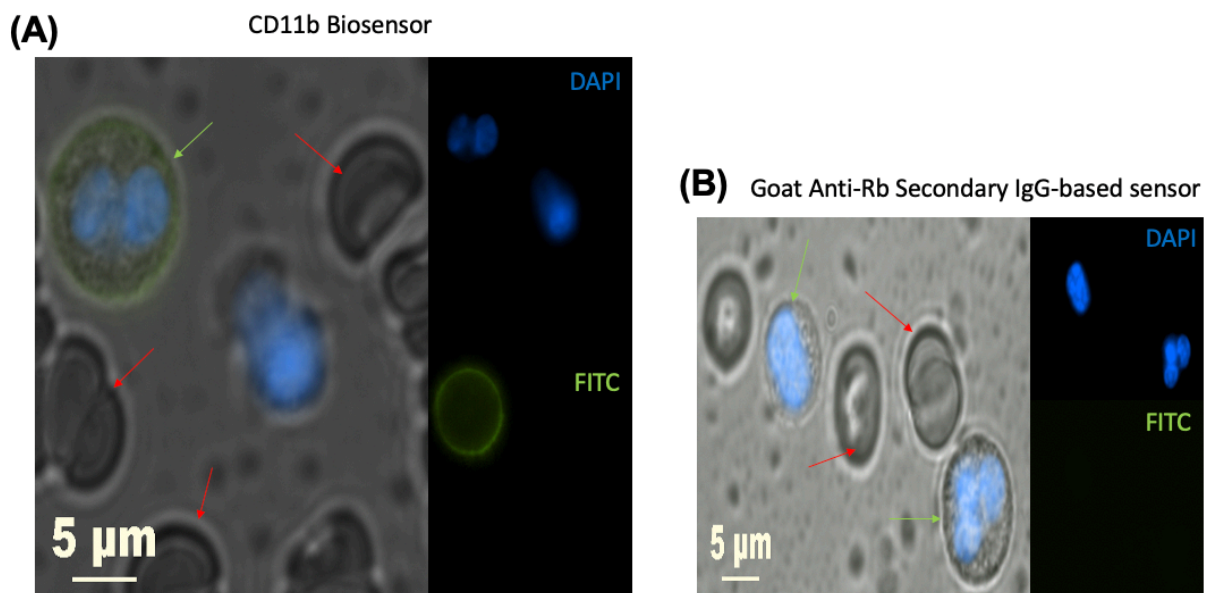 (A)
CD11b Biosensor
DAPI
FITC
5 µm
(B)
Goat Anti-Rb Secondary IgG-based sensor
DAPI
FITC
5 µm